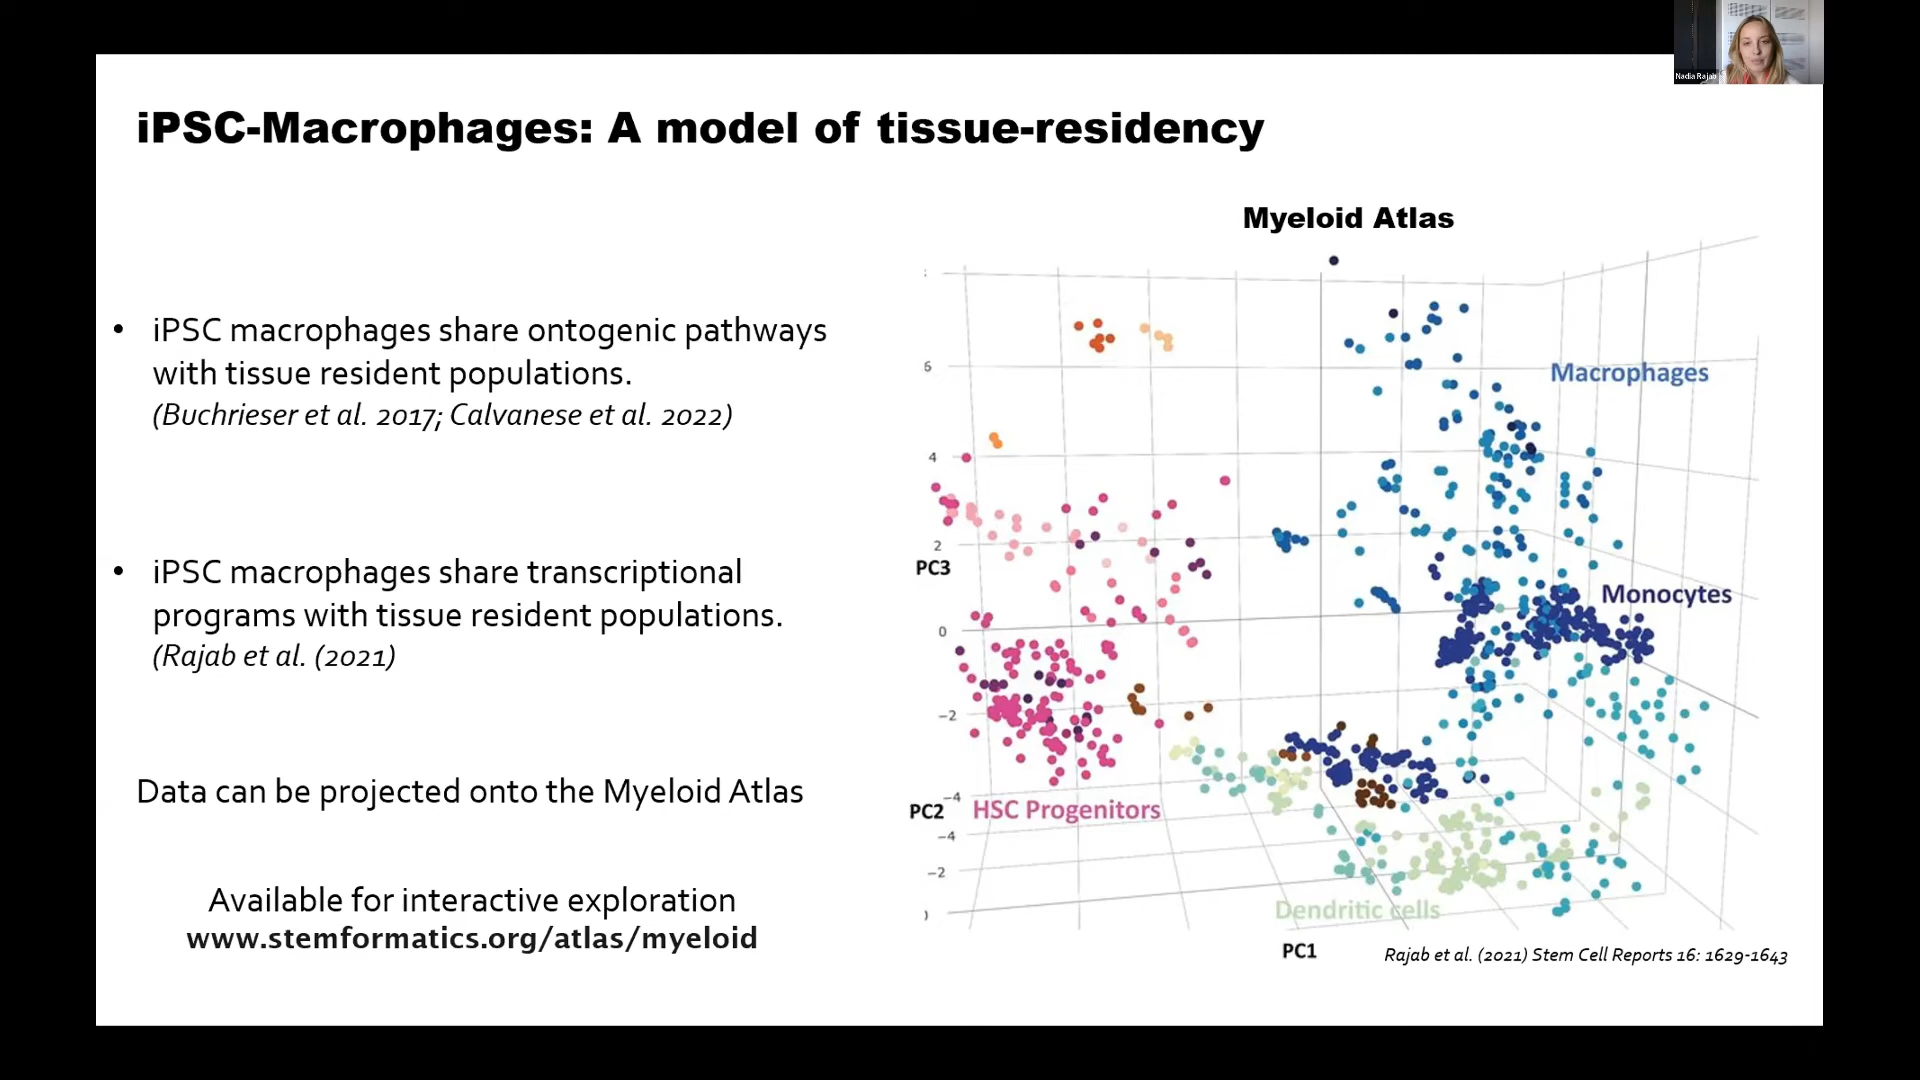 Nadia Rajab
iPSC-Macrophages: A model of tissue-residency
• iPSC macrophages share ontogenic pathways
with tissue resident populations.
(Buchrieser et al. 2017; Calvanese et al. 2022)
• iPSC macrophages share transcriptional
programs with tissue resident populations.
(Rajab et al. (2021)
Data can be projected onto the Myeloid Atlas
Available for interactive exploration
www.stemformatics.org/atlas/myeloid
Myeloid Atlas
6
4
2
PC3
0
−2
−4
PC2
−4
−2
Macrophages
Monocytes
HSC Progenitors
Dendritic cells
PC1
Rajab et al. (2021) Stem Cell Reports 16: 1629-1643